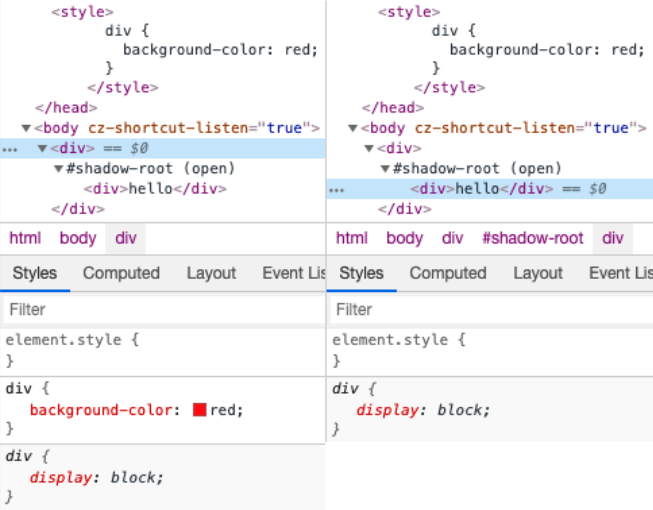 <style>
div {
background-color: red;
}
</style>
</head>
▼<body cz-shortcut-listen="true">
… ▼<div> == $0
▼#shadow-root (open)
<div>hello</div>
</div>
html body div
Styles Computed Layout Event Lis
Filter
element.style {
}
div {
background-color: red;
}
div {
display: block;
}
<style>
div {
background-color: red;
}
</style>
</head>
▼<body cz-shortcut-listen="true">
▼<div>
▼#shadow-root (open)
… <div>hello</div> == $0
</div>
html body div #shadow-root div
Styles Computed Layout Event Lis
Filter
element.style {
}
div {
display: block;
}